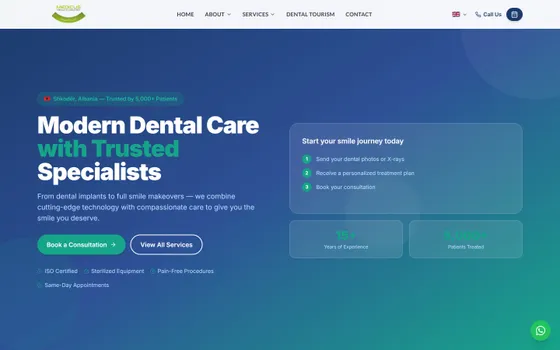 MEDICUS
HOME
ABOUT
SERVICES
DENTAL TOURISM
CONTACT
Call Us
Shkodër, Albania — Trusted by 5,000+ Patients
Modern Dental Care
with Trusted
Specialists
From dental implants to full smile makeovers — we combine
cutting-edge technology with compassionate care to give you the
smile you deserve.
Book a Consultation →
View All Services
ISO Certified
Sterilized Equipment
Pain-Free Procedures
Same-Day Appointments
Start your smile journey today
1 Send your dental photos or X-rays
2 Receive a personalized treatment plan
3 Book your consultation
15+
Years of Experience
Patients Treated